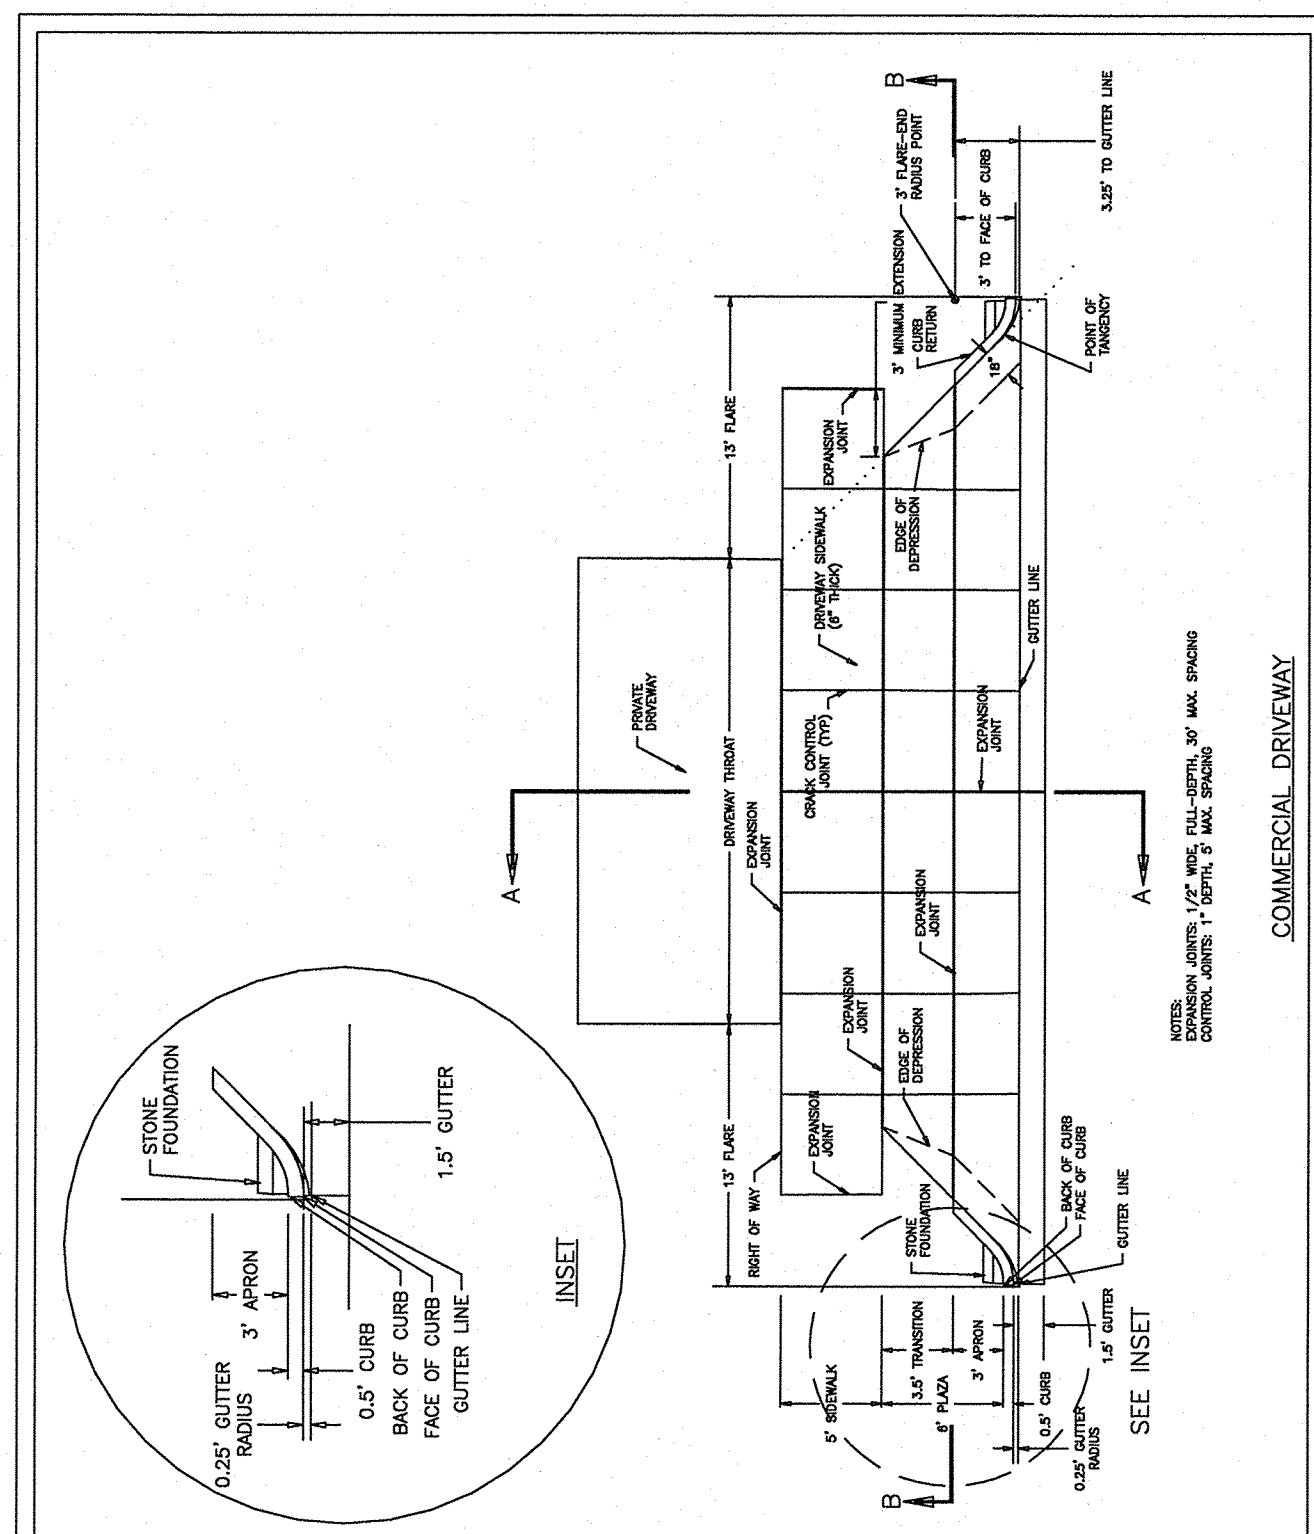 B
3' FLARE-END
RADIUS POINT
3' TO FACE OF CURB
3.25' TO GUTTER LINE
3' MINIMUM EXTENSION
CURB
RETURN
18"
POINT OF
TANGENCY
13' FLARE
EXPANSION
JOINT
EDGE OF
DEPRESSION
DRIVEWAY SIDEWALK
(6" THICK)
GUTTER LINE
PRIVATE
DRIVEWAY
DRIVEWAY THROAT
CRACK CONTROL
JOINT (TYP)
EXPANSION
JOINT
A
EXPANSION
JOINT
A
EXPANSION
JOINT
EXPANSION
JOINT
EDGE OF
DEPRESSION
13' FLARE
EXPANSION
JOINT
RIGHT OF WAY
STONE
FOUNDATION
BACK OF CURB
FACE OF CURB
GUTTER LINE
5' SIDEWALK
3.5' TRANSITION
6' PLAZA
3' APRON
0.5' CURB
1.5' GUTTER
0.25' GUTTER
RADIUS
SEE INSET
B
STONE
FOUNDATION
1.5' GUTTER
3' APRON
0.25' GUTTER
RADIUS
0.5' CURB
BACK OF CURB
FACE OF CURB
GUTTER LINE
INSET
NOTES:
EXPANSION JOINTS: 1/2" WIDE, FULL-DEPTH, 30' MAX. SPACING
CONTROL JOINTS: 1" DEPTH, 5' MAX. SPACING
COMMERCIAL DRIVEWAY